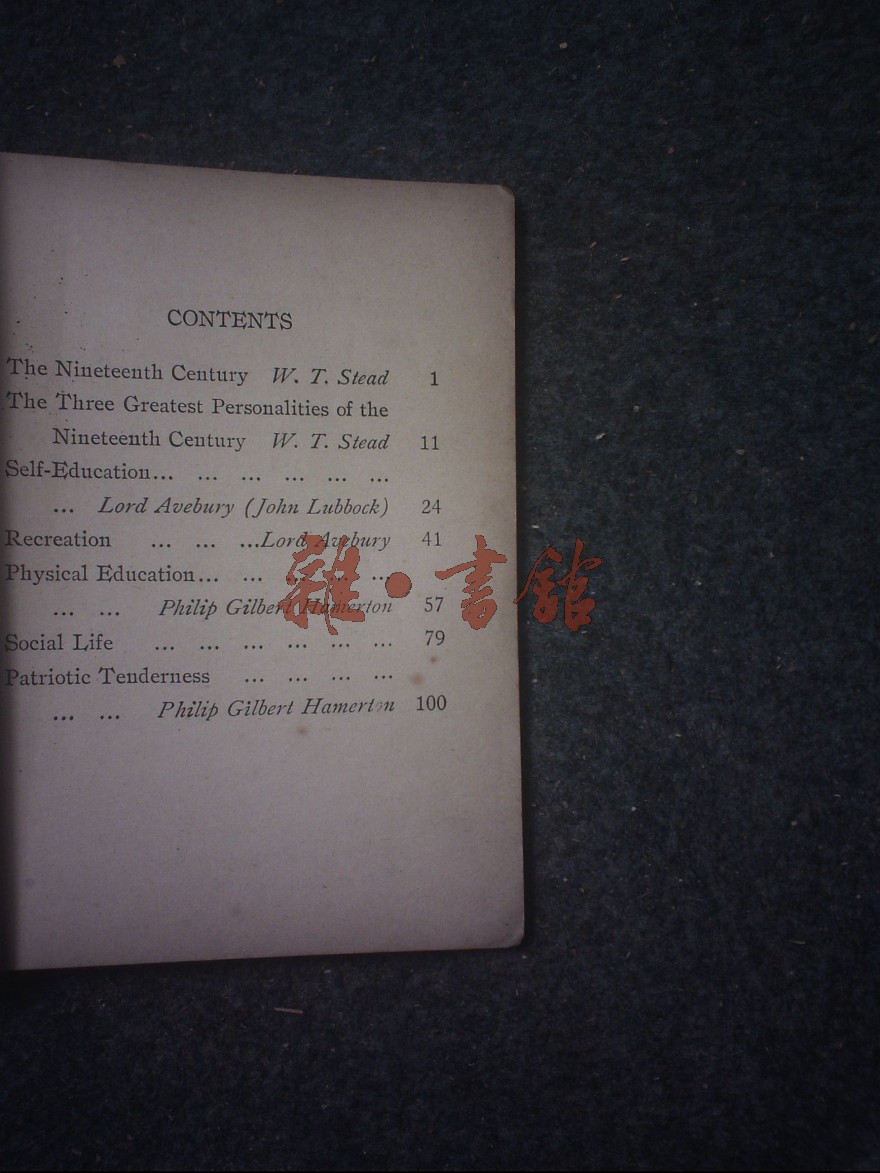 CONTENTS
The Nineteenth Century W. T. Stead 1
The Three Greatest Personalities of the
Nineteenth Century W. T. Stead 11
Self-Education... ... ... ... ... ...
... Lord Avebury (John Lubbock) 24
Recreation ... ... ...Lord Avebury 41
Physical Education... ... ... ... ...
... ... Philip Gilbert Hamerton 57
Social Life ... ... ... ... ... ... 79
Patriotic Tenderness ... ... ... ...
... ... Philip Gilbert Hamerton 100
雜·書館